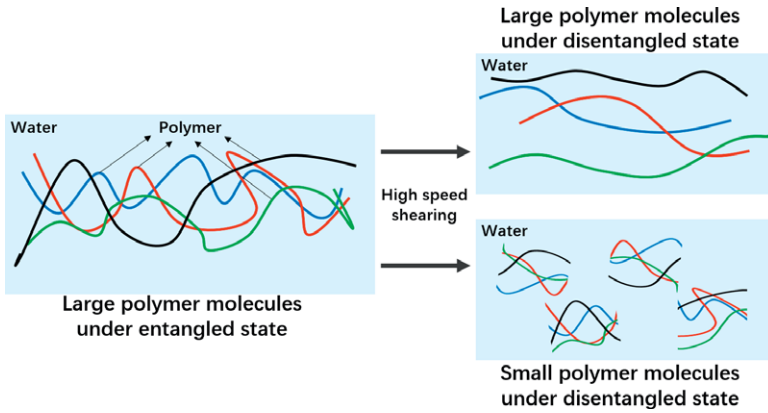 Water
Polymer
Large polymer molecules
under entangled state
High speed
shearing
Large polymer molecules
under disentangled state
Water
Water
Small polymer molecules
under disentangled state